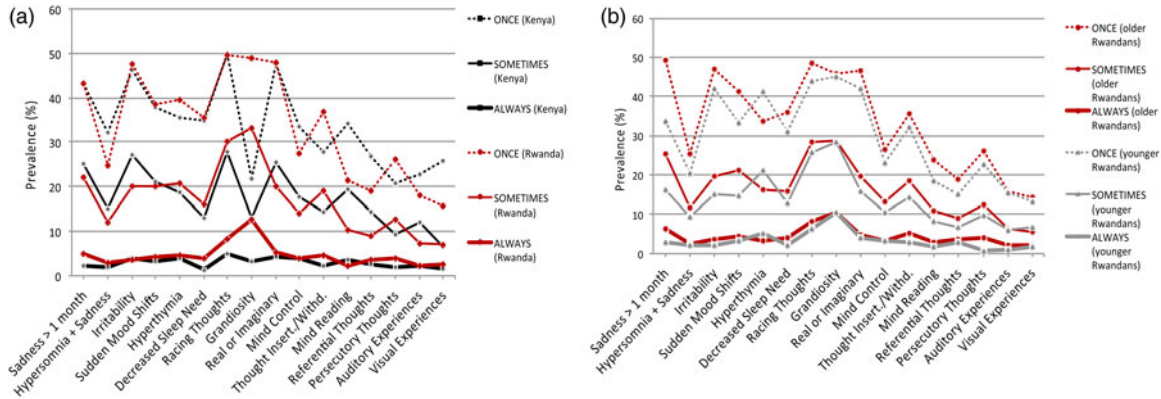 (a)
60
50
40
30
20
10
0
Prevalence (%)
Sadness > 1 month
Hypersomnia + Sadness
Irritability
Sudden Mood Shifts
Hyperthymia
Decreased Sleep Need
Racing Thoughts
Grandiosity
Real or Imaginary
Mind Control
Thought Insert./Withd.
Mind Reading
Referential Thoughts
Persecutory Thoughts
Auditory Experiences
Visual Experiences
ONCE (Kenya)
SOMETIMES
(Kenya)
ALWAYS (Kenya)
ONCE (Rwanda)
SOMETIMES
(Rwanda)
ALWAYS
(Rwanda)
(b)
60
50
40
30
20
10
0
Prevalence (%)
Sadness > 1 month
Hypersomnia + Sadness
Irritability
Sudden Mood Shifts
Hyperthymia
Decreased Sleep Need
Racing Thoughts
Grandiosity
Real or Imaginary
Mind Control
Thought Insert./Withd.
Mind Reading
Referential Thoughts
Persecutory Thoughts
Auditory Experiences
Visual Experiences
ONCE (older
Rwandans)
SOMETIMES
(older
Rwandans)
ALWAYS (older
Rwandans)
ONCE (younger
Rwandans)
SOMETIMES
(younger
Rwandans)
ALWAYS
(younger
Rwandans)